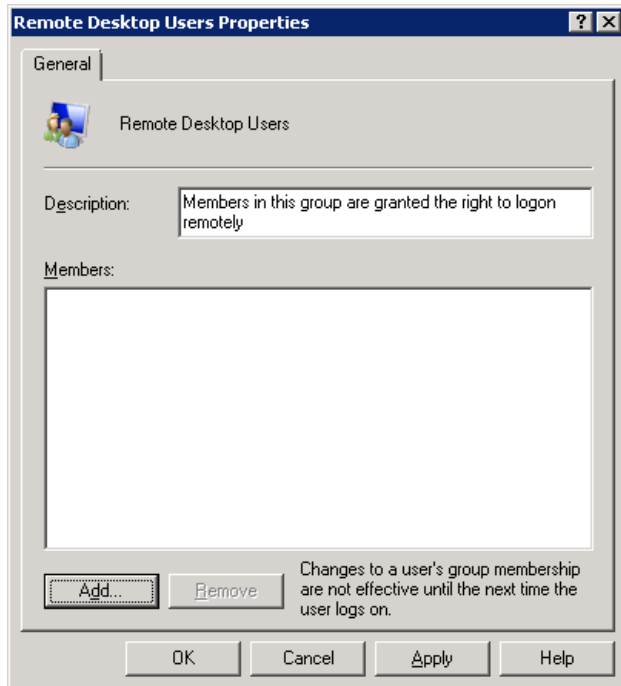 Remote Desktop Users Properties
General
Remote Desktop Users
Description:
Members in this group are granted the right to logon
remotely
Members:
Add...
Remove
Changes to a user's group membership
are not effective until the next time the
user logs on.
OK
Cancel
Apply
Help